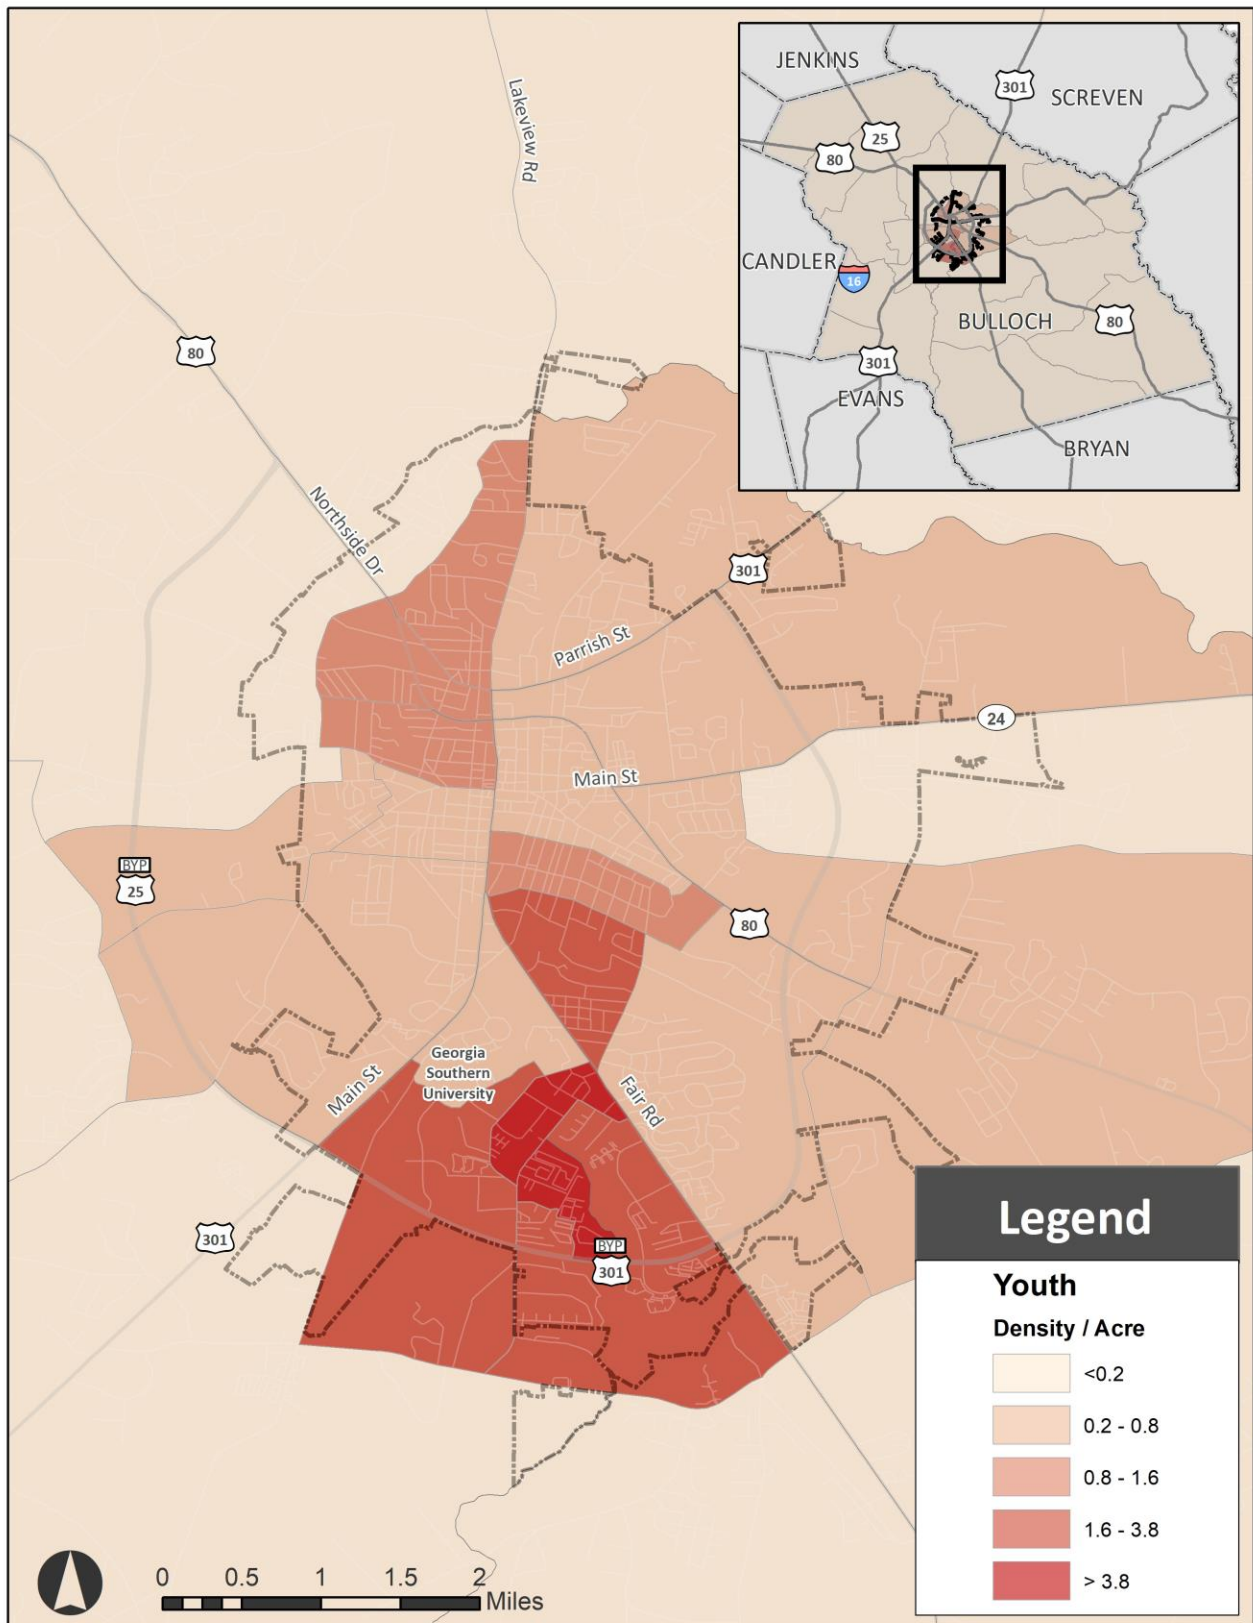 JENKINS
301
SCREVEN
25
80
CANDLER
16
BULLOCH
80
301
EVANS
BRYAN
Lakeview Rd
80
Northside Dr
301
Parrish St
24
Main St
BYP
25
80
Georgia
Southern
University
Main St
Fair Rd
301
BYP
301
Legend
Youth
Density / Acre
<0.2
0.2 - 0.8
0.8 - 1.6
1.6 - 3.8
> 3.8
0 0.5 1 1.5 2
Miles